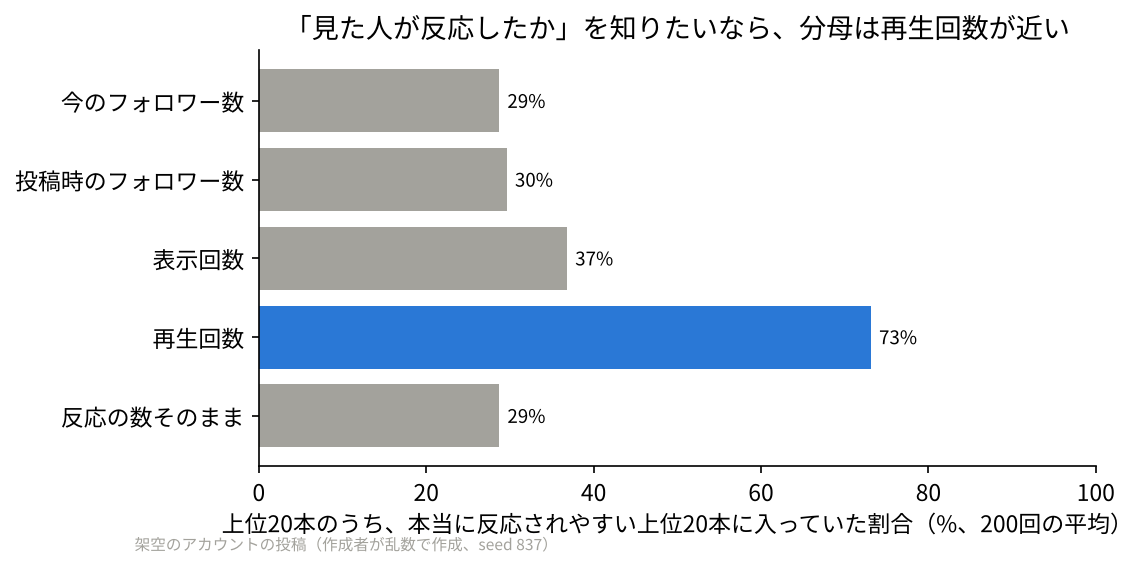 「見た人が反応したか」を知りたいなら、分母は再生回数が近い
今のフォロワー数
29%
投稿時のフォロワー数
30%
表示回数
37%
再生回数
73%
反応の数そのまま
29%
0 20 40 60 80 100
上位20本のうち、本当に反応されやすい上位20本に入っていた割合（%、200回の平均）
架空のアカウントの投稿（作成者が乱数で作成、seed 837）